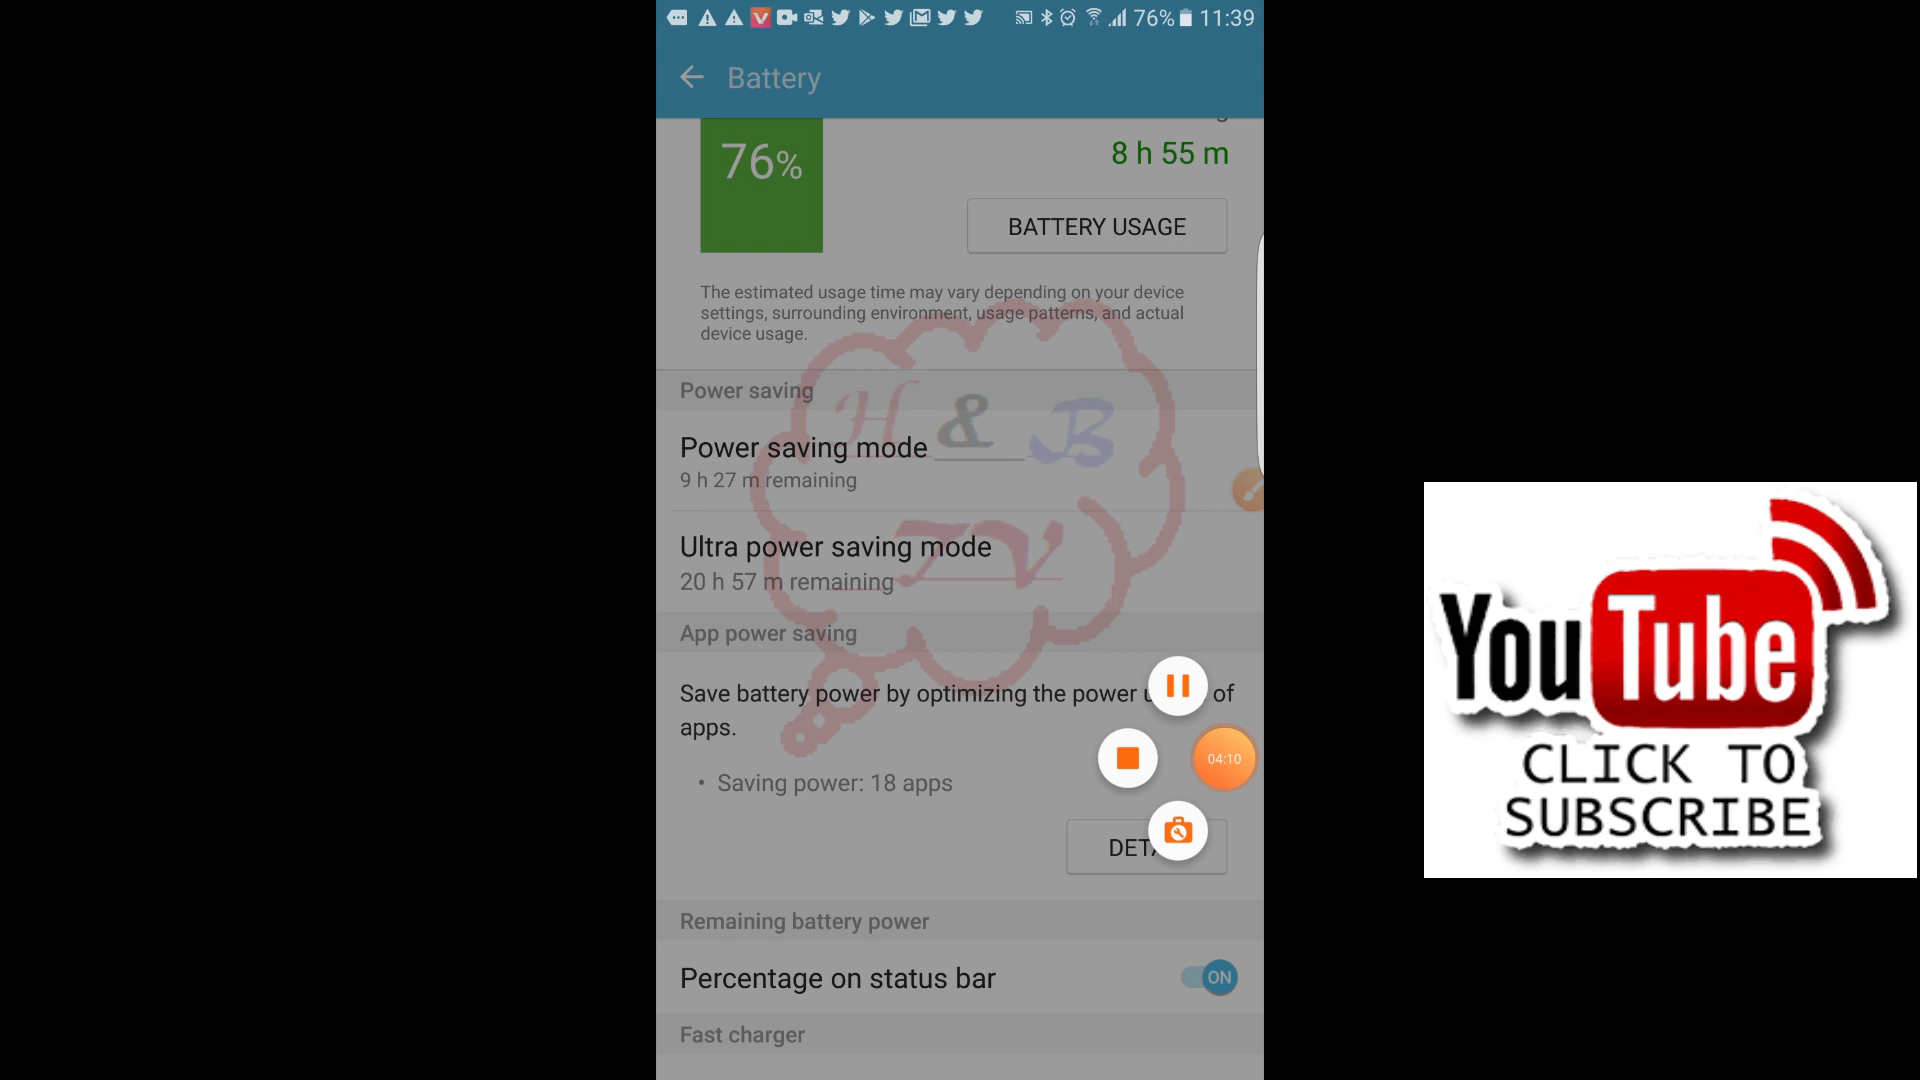 76% 11:39
Battery
76%
8 h 55 m
BATTERY USAGE
The estimated usage time may vary depending on your device
settings, surrounding environment, usage patterns, and actual
device usage.
Power saving
H & B
Power saving mode
9 h 27 m remaining
TV
Ultra power saving mode
20 h 57 m remaining
App power saving
Save battery power by optimizing the power of
apps.
04:10
• Saving power: 18 apps
Remaining battery power
Percentage on status bar ON
Fast charger
YouTube
CLICK TO
SUBSCRIBE